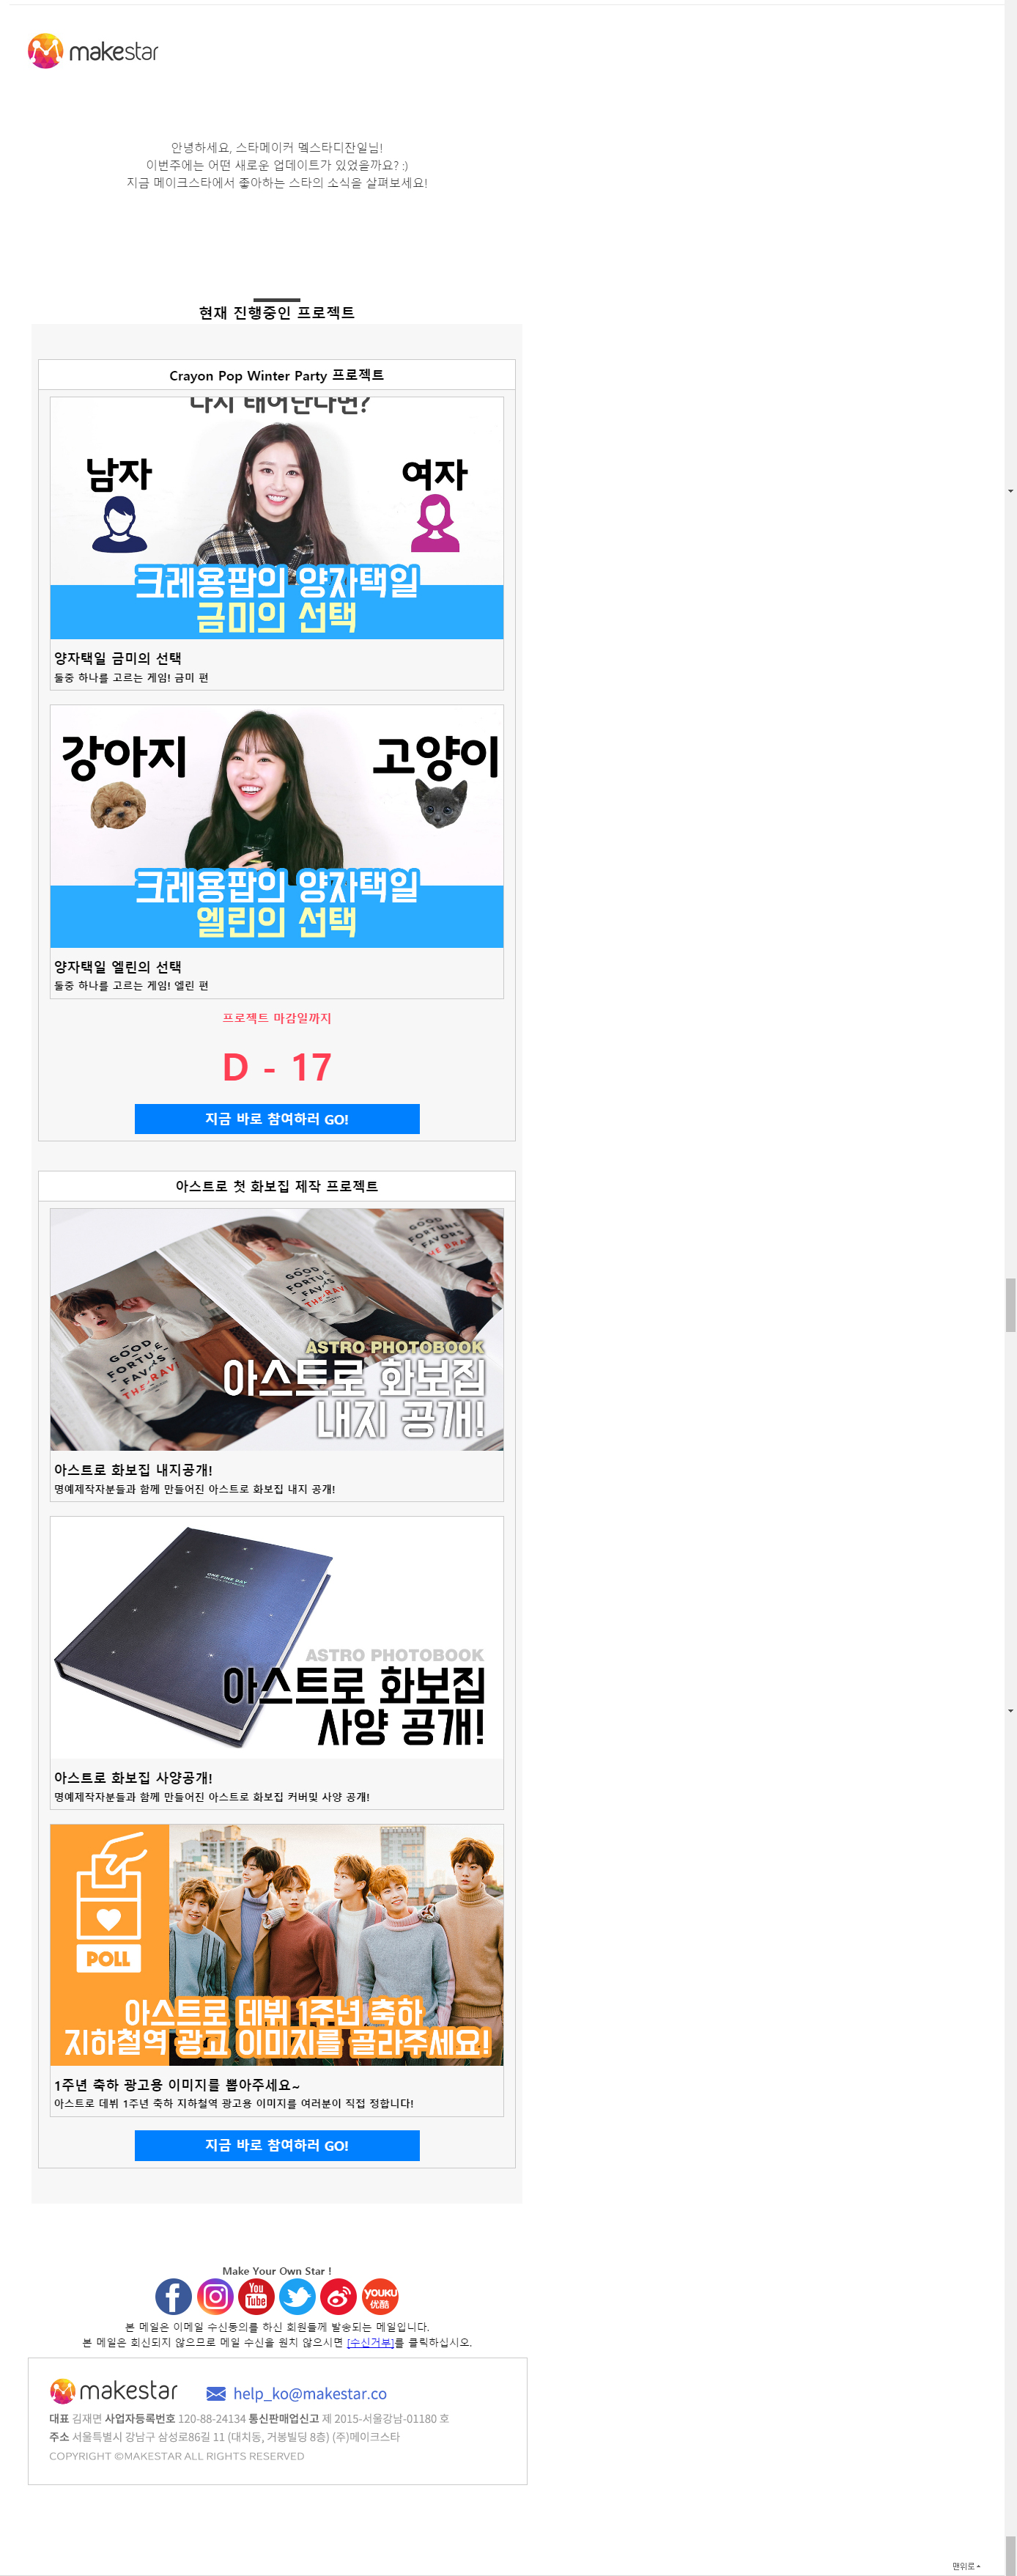 makestar
안녕하세요, 스타메이커 멬스타디잔일님!
이번주에는 어떤 새로운 업데이트가 있었을까요? :)
지금 메이크스타에서 좋아하는 스타의 소식을 살펴보세요!
현재 진행중인 프로젝트
Crayon Pop Winter Party 프로젝트
다시 태어난다면?
남자
여자
크레용팝의 양자택일
금미의 선택
양자택일 금미의 선택
둘중 하나를 고르는 게임! 금미 편
강아지
고양이
크레용팝의 양자택일
엘린의 선택
양자택일 엘린의 선택
둘중 하나를 고르는 게임! 엘린 편
프로젝트 마감일까지
D - 17
지금 바로 참여하러 GO!
아스트로 첫 화보집 제작 프로젝트
GOOD
FORTUNE
FAVORS
THE BRAVE
GOOD
FORTUNE
FAVORS
THE RAV
GOOD
FORTUNE
FAVORS
THE BRA
ASTRO PHOTOBOOK
아스트로 화보집
내지 공개!
아스트로 화보집 내지공개!
명예제작자분들과 함께 만들어진 아스트로 화보집 내지 공개!
ONE FINE DAY
ASTRO PHOTOBOOK
아스트로 화보집
사양 공개!
아스트로 화보집 사양공개!
명예제작자분들과 함께 만들어진 아스트로 화보집 커버및 사양 공개!
POLL
아스트로 데뷔 1주년 축하
지하철역 광고 이미지를 골라주세요!
1주년 축하 광고용 이미지를 뽑아주세요~
아스트로 데뷔 1주년 축하 지하철역 광고용 이미지를 여러분이 직접 정합니다!
지금 바로 참여하러 GO!
Make Your Own Star !
You
Tube
YOUKU
优酷
본 메일은 이메일 수신동의를 하신 회원들께 발송되는 메일입니다.
본 메일은 회신되지 않으므로 메일 수신을 원치 않으시면 [수신거부]를 클릭하십시오.
makestar help_ko@makestar.co
대표 김재면 사업자등록번호 120-88-24134 통신판매업신고 제 2015-서울강남-01180 호
주소 서울특별시 강남구 삼성로86길 11 (대치동, 거봉빌딩 8층) (주)메이크스타
COPYRIGHT ©MAKESTAR ALL RIGHTS RESERVED
맨위로